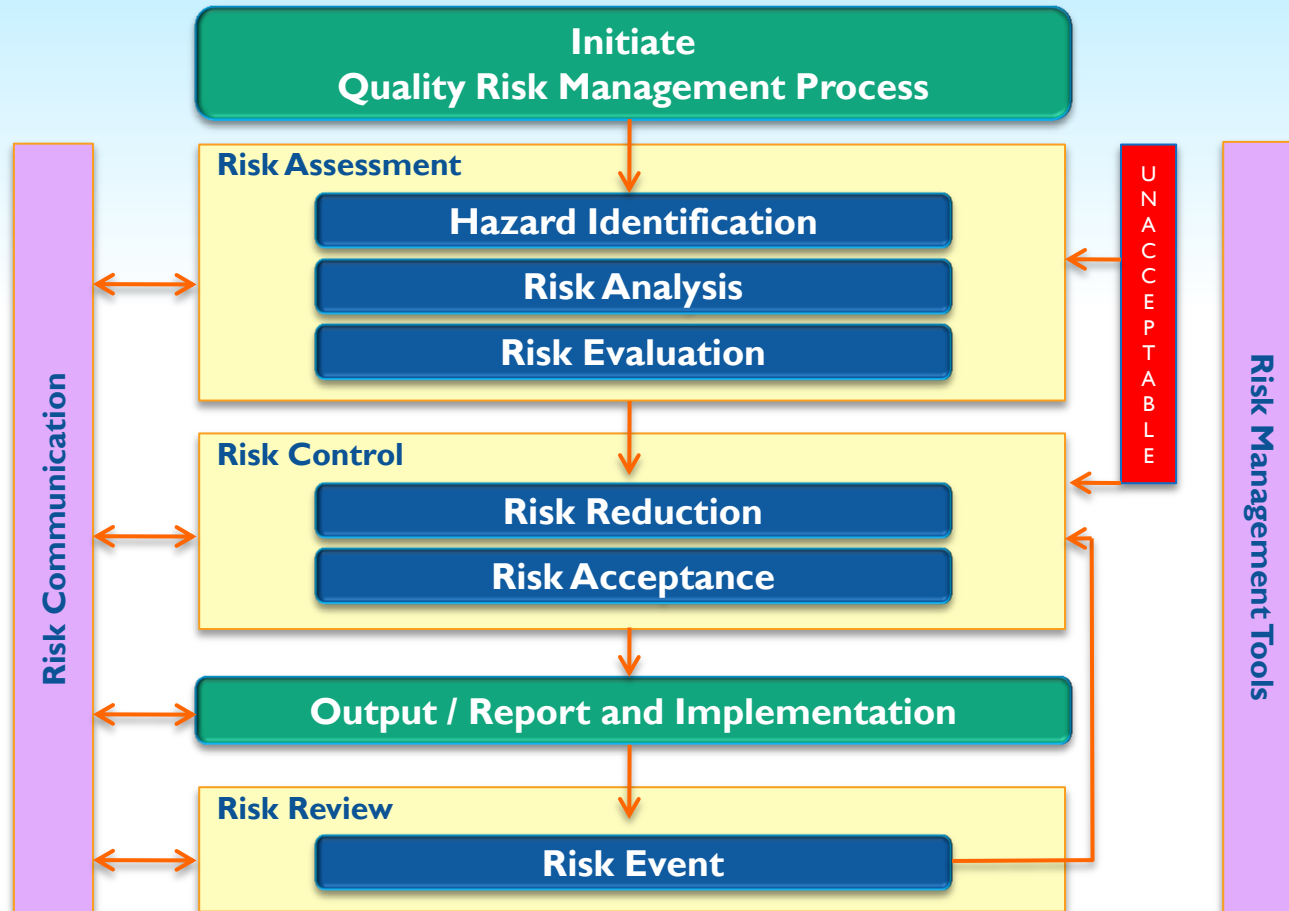 Initiate
Quality Risk Management Process
Risk Assessment
Hazard Identification
Risk Analysis
Risk Evaluation
UNACCEPTABLE
Risk Communication
Risk Management Tools
Risk Control
Risk Reduction
Risk Acceptance
Output / Report and Implementation
Risk Review
Risk Event